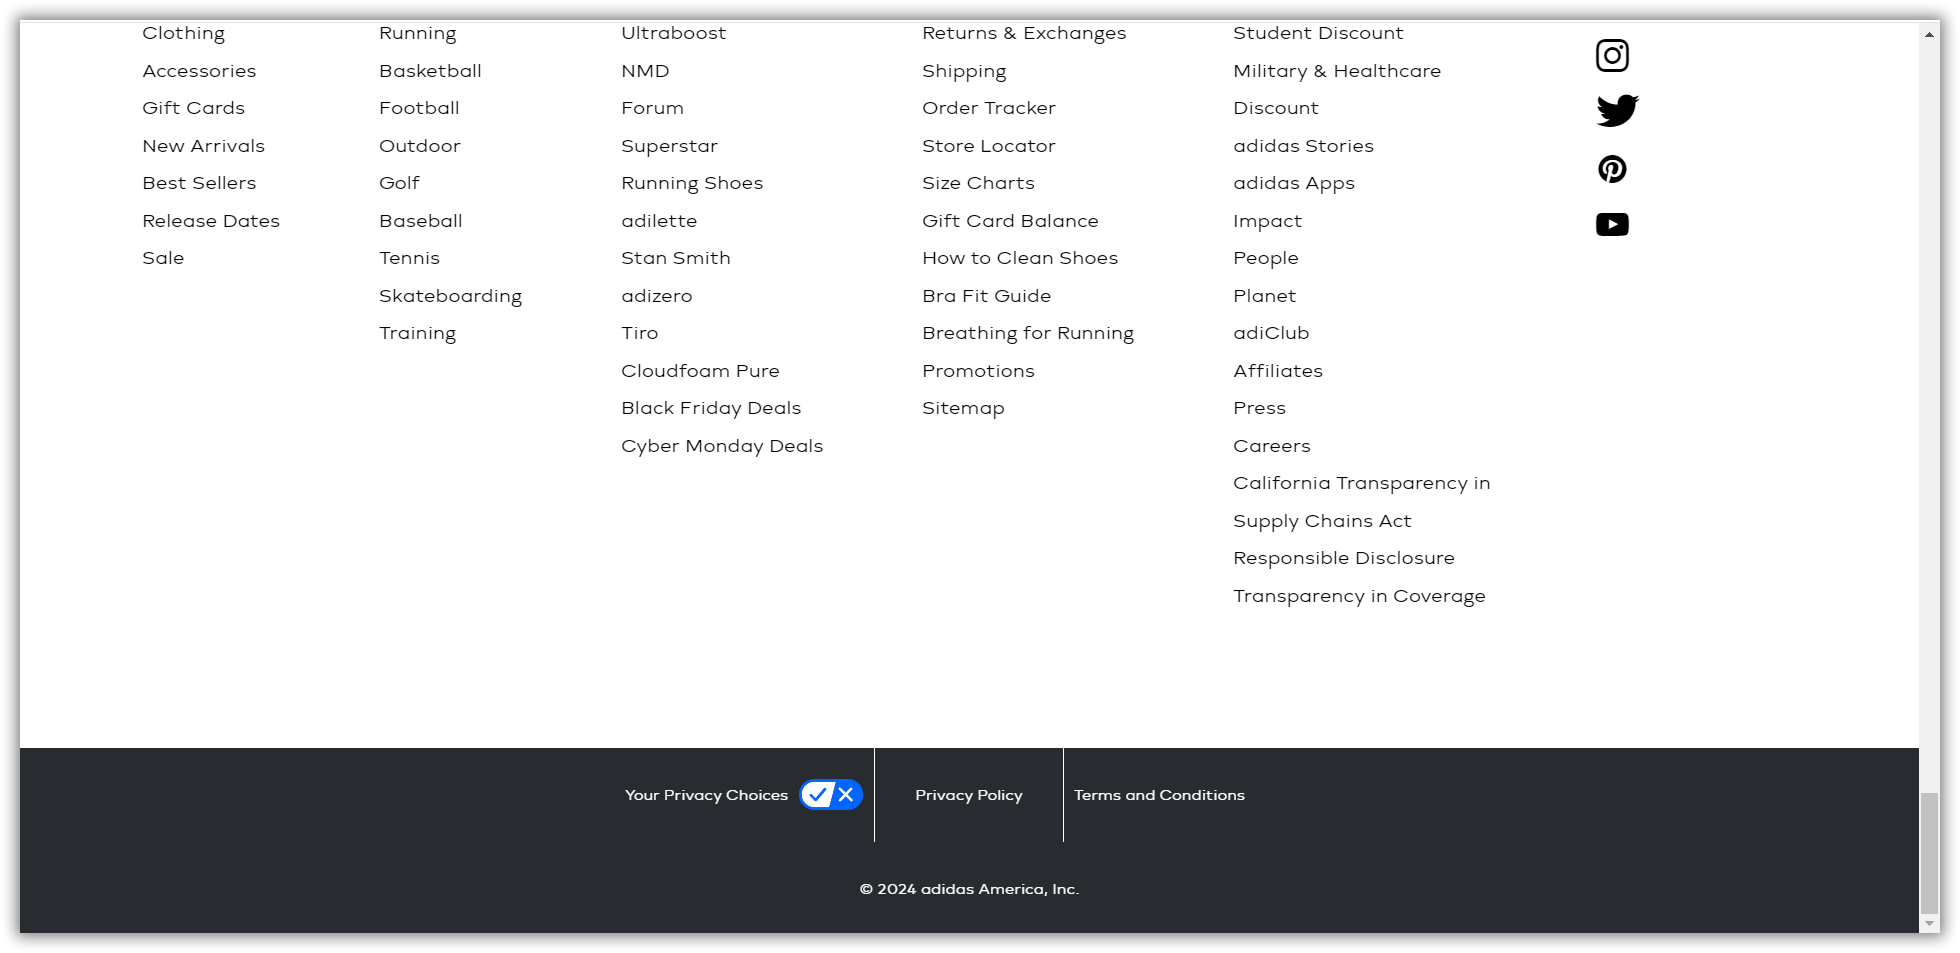 Clothing
Accessories
Gift Cards
New Arrivals
Best Sellers
Release Dates
Sale
Running
Basketball
Football
Outdoor
Golf
Baseball
Tennis
Skateboarding
Training
Ultraboost
NMD
Forum
Superstar
Running Shoes
adilette
Stan Smith
adizero
Tiro
Cloudfoam Pure
Black Friday Deals
Cyber Monday Deals
Returns & Exchanges
Shipping
Order Tracker
Store Locator
Size Charts
Gift Card Balance
How to Clean Shoes
Bra Fit Guide
Breathing for Running
Promotions
Sitemap
Student Discount
Military & Healthcare
Discount
adidas Stories
adidas Apps
Impact
People
Planet
adiClub
Affiliates
Press
Careers
California Transparency in
Supply Chains Act
Responsible Disclosure
Transparency in Coverage
Your Privacy Choices
Privacy Policy
Terms and Conditions
© 2024 adidas America, Inc.